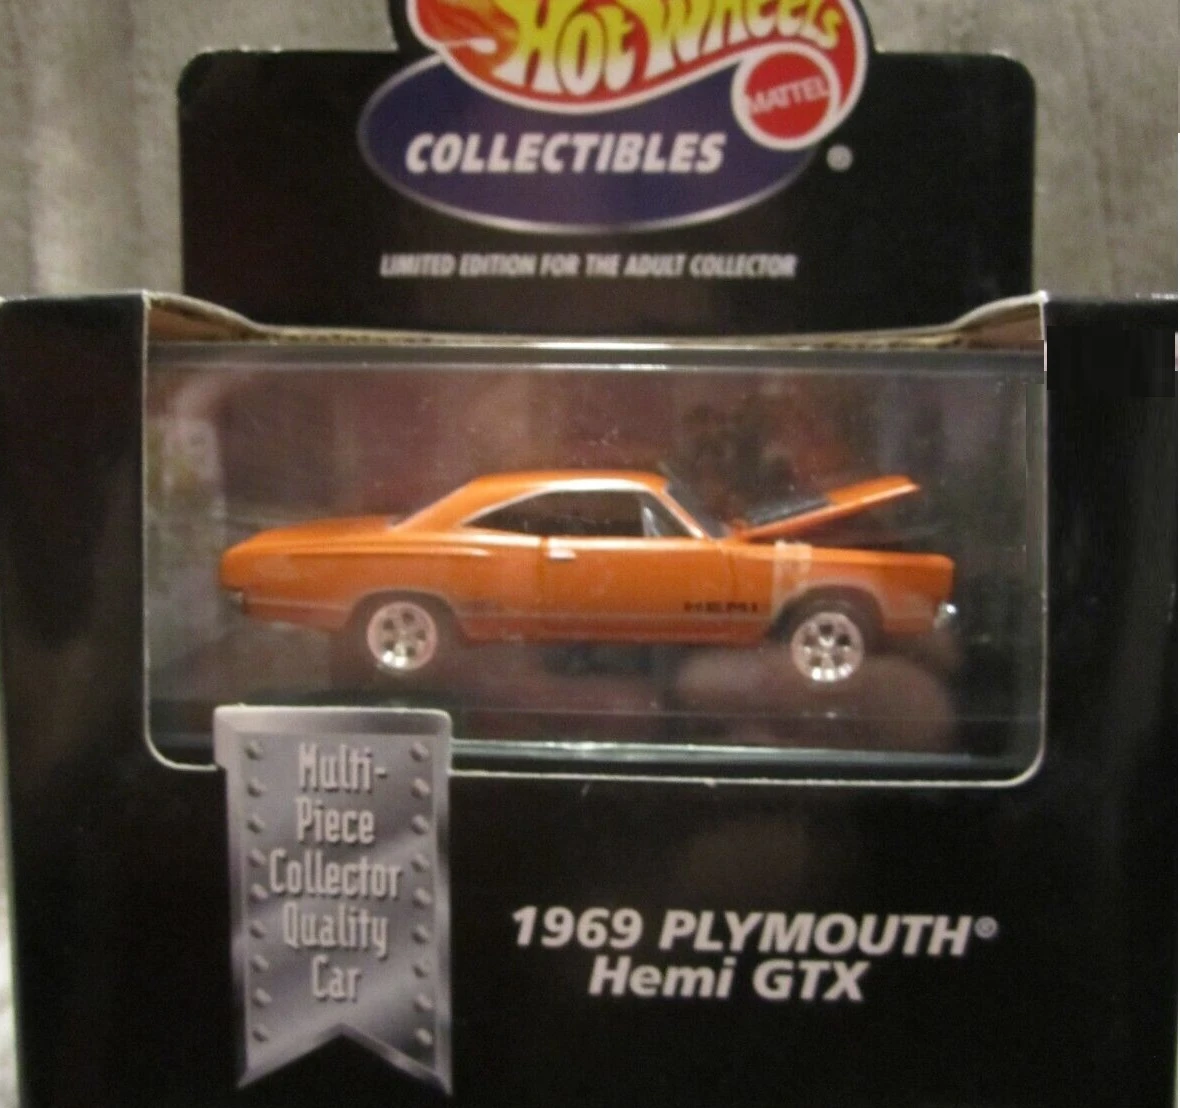 HOT WHEELS
MATTEL
COLLECTIBLES
®
LIMITED EDITION FOR THE ADULT COLLECTOR
HEMI
Multi-
Piece
Collector
Quality
Car
1969 PLYMOUTH®
Hemi GTX